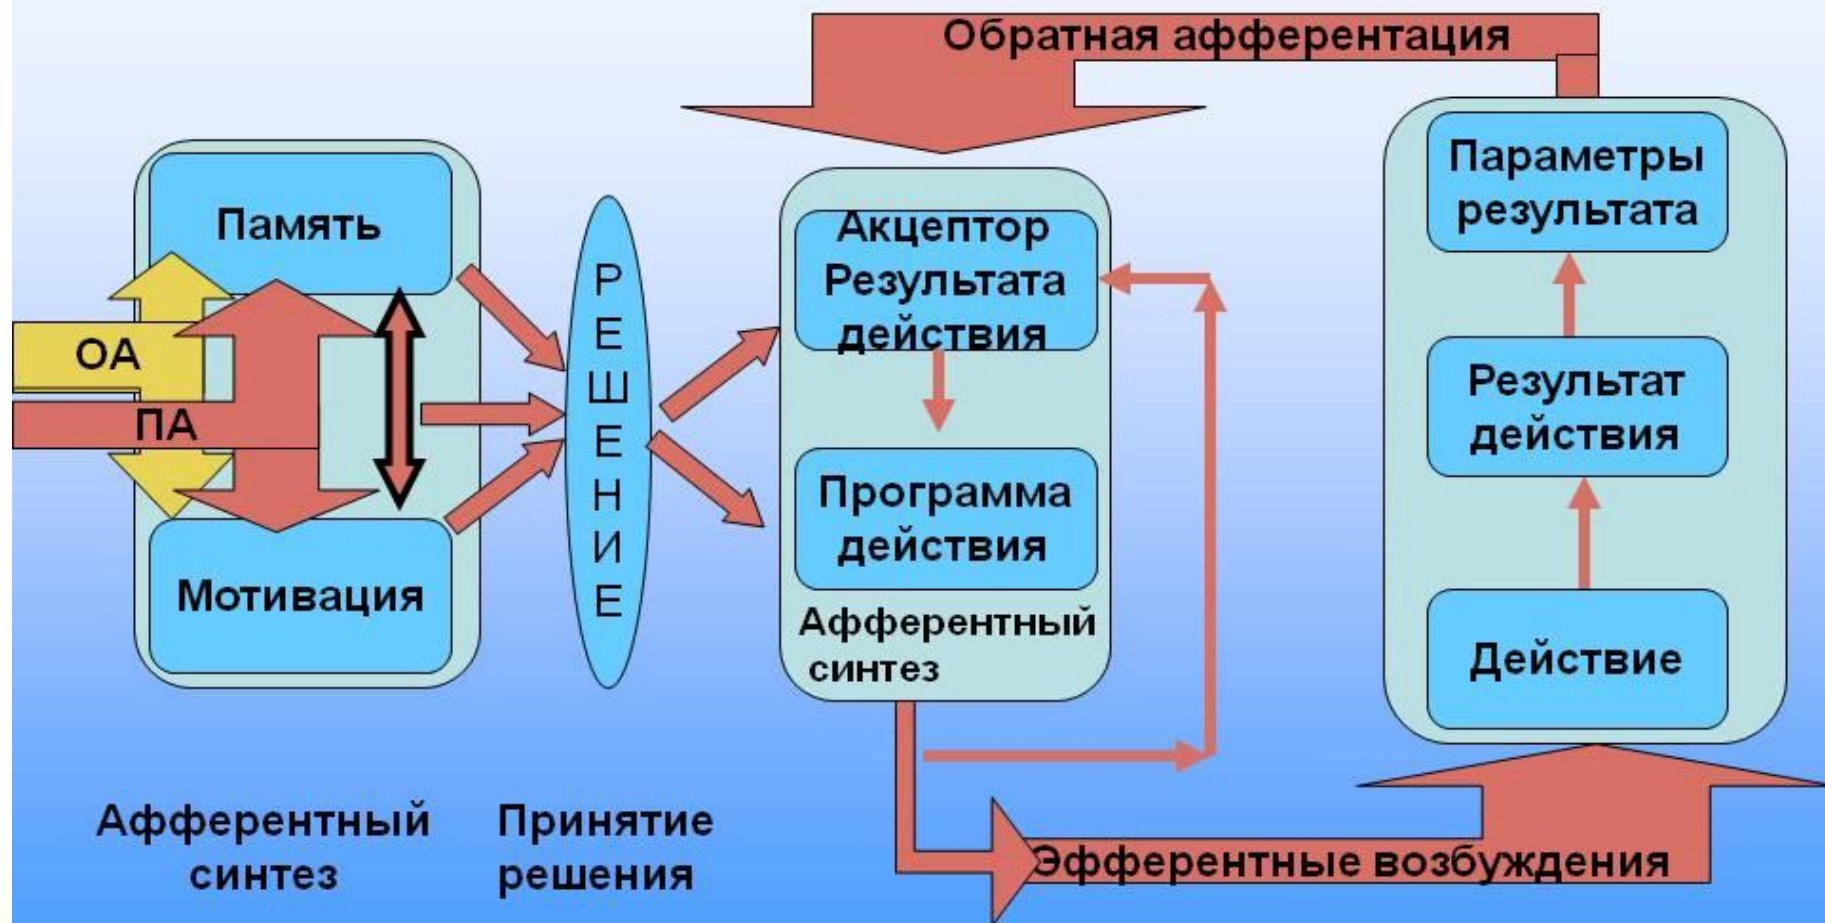 Обратная афферентация
Память
ОА
ПА
Мотивация
РЕШЕНИЕ
Акцептор
Результата
действия
Программа
действия
Афферентный
синтез
Параметры
результата
Результат
действия
Действие
Афферентный
синтез
Принятие
решения
Эфферентные возбуждения